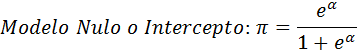 Modelo Nulo o Intercepto: π = e^α / (1 + e^α)